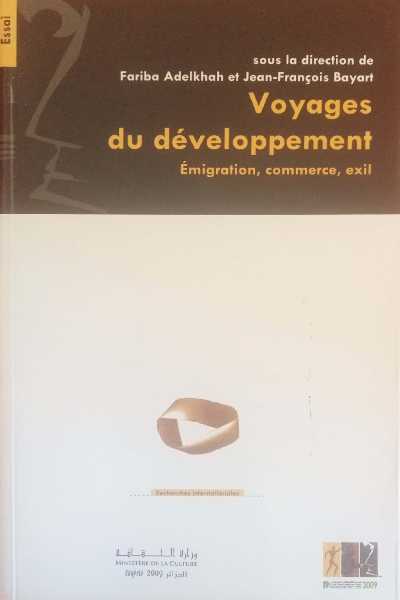 Essai
sous la direction de
Fariba Adelkhah et Jean-François Bayart
Voyages
du développement
Émigration, commerce, exil
Recherches internationales
وزارة الثقافة
MINISTÈRE DE LA CULTURE
Algérie 2009 الجزائر
2009